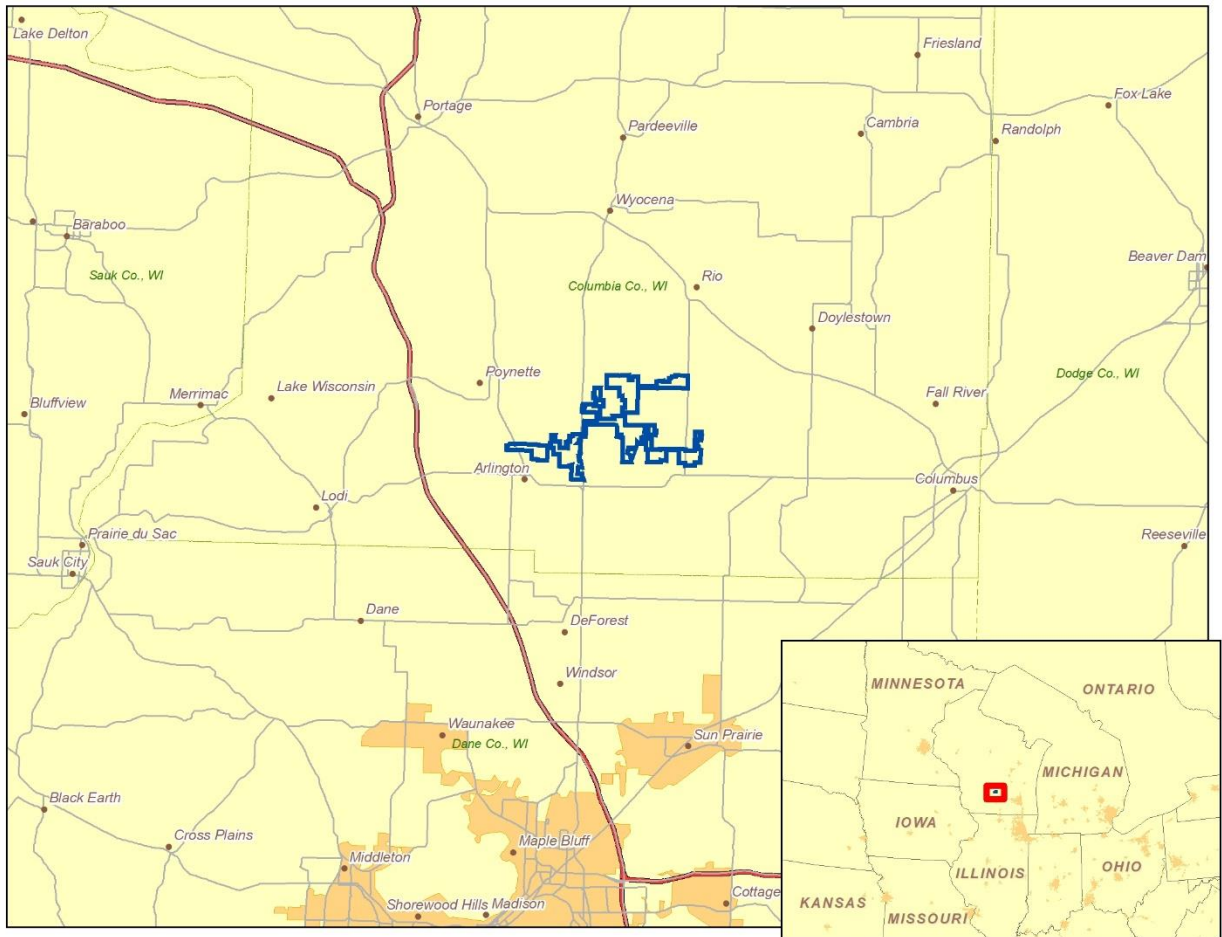 Lake Delton
Friesland
Portage
Fox Lake
Pardeeville
Cambria
Randolph
Wyocena
Baraboo
Beaver Dam
Sauk Co., WI
Columbia Co., WI
Rio
Doylestown
Poynette
Lake Wisconsin
Merrimac
Dodge Co., WI
Bluffview
Fall River
Arlington
Columbus
Lodi
Prairie du Sac
Reeseville
Sauk City
Dane
DeForest
Windsor
Waunakee
Dane Co., WI
Sun Prairie
Black Earth
Cross Plains
Maple Bluff
Middleton
Cottage
Shorewood Hills
Madison
MINNESOTA
ONTARIO
MICHIGAN
IOWA
ILLINOIS
OHIO
KANSAS
MISSOURI